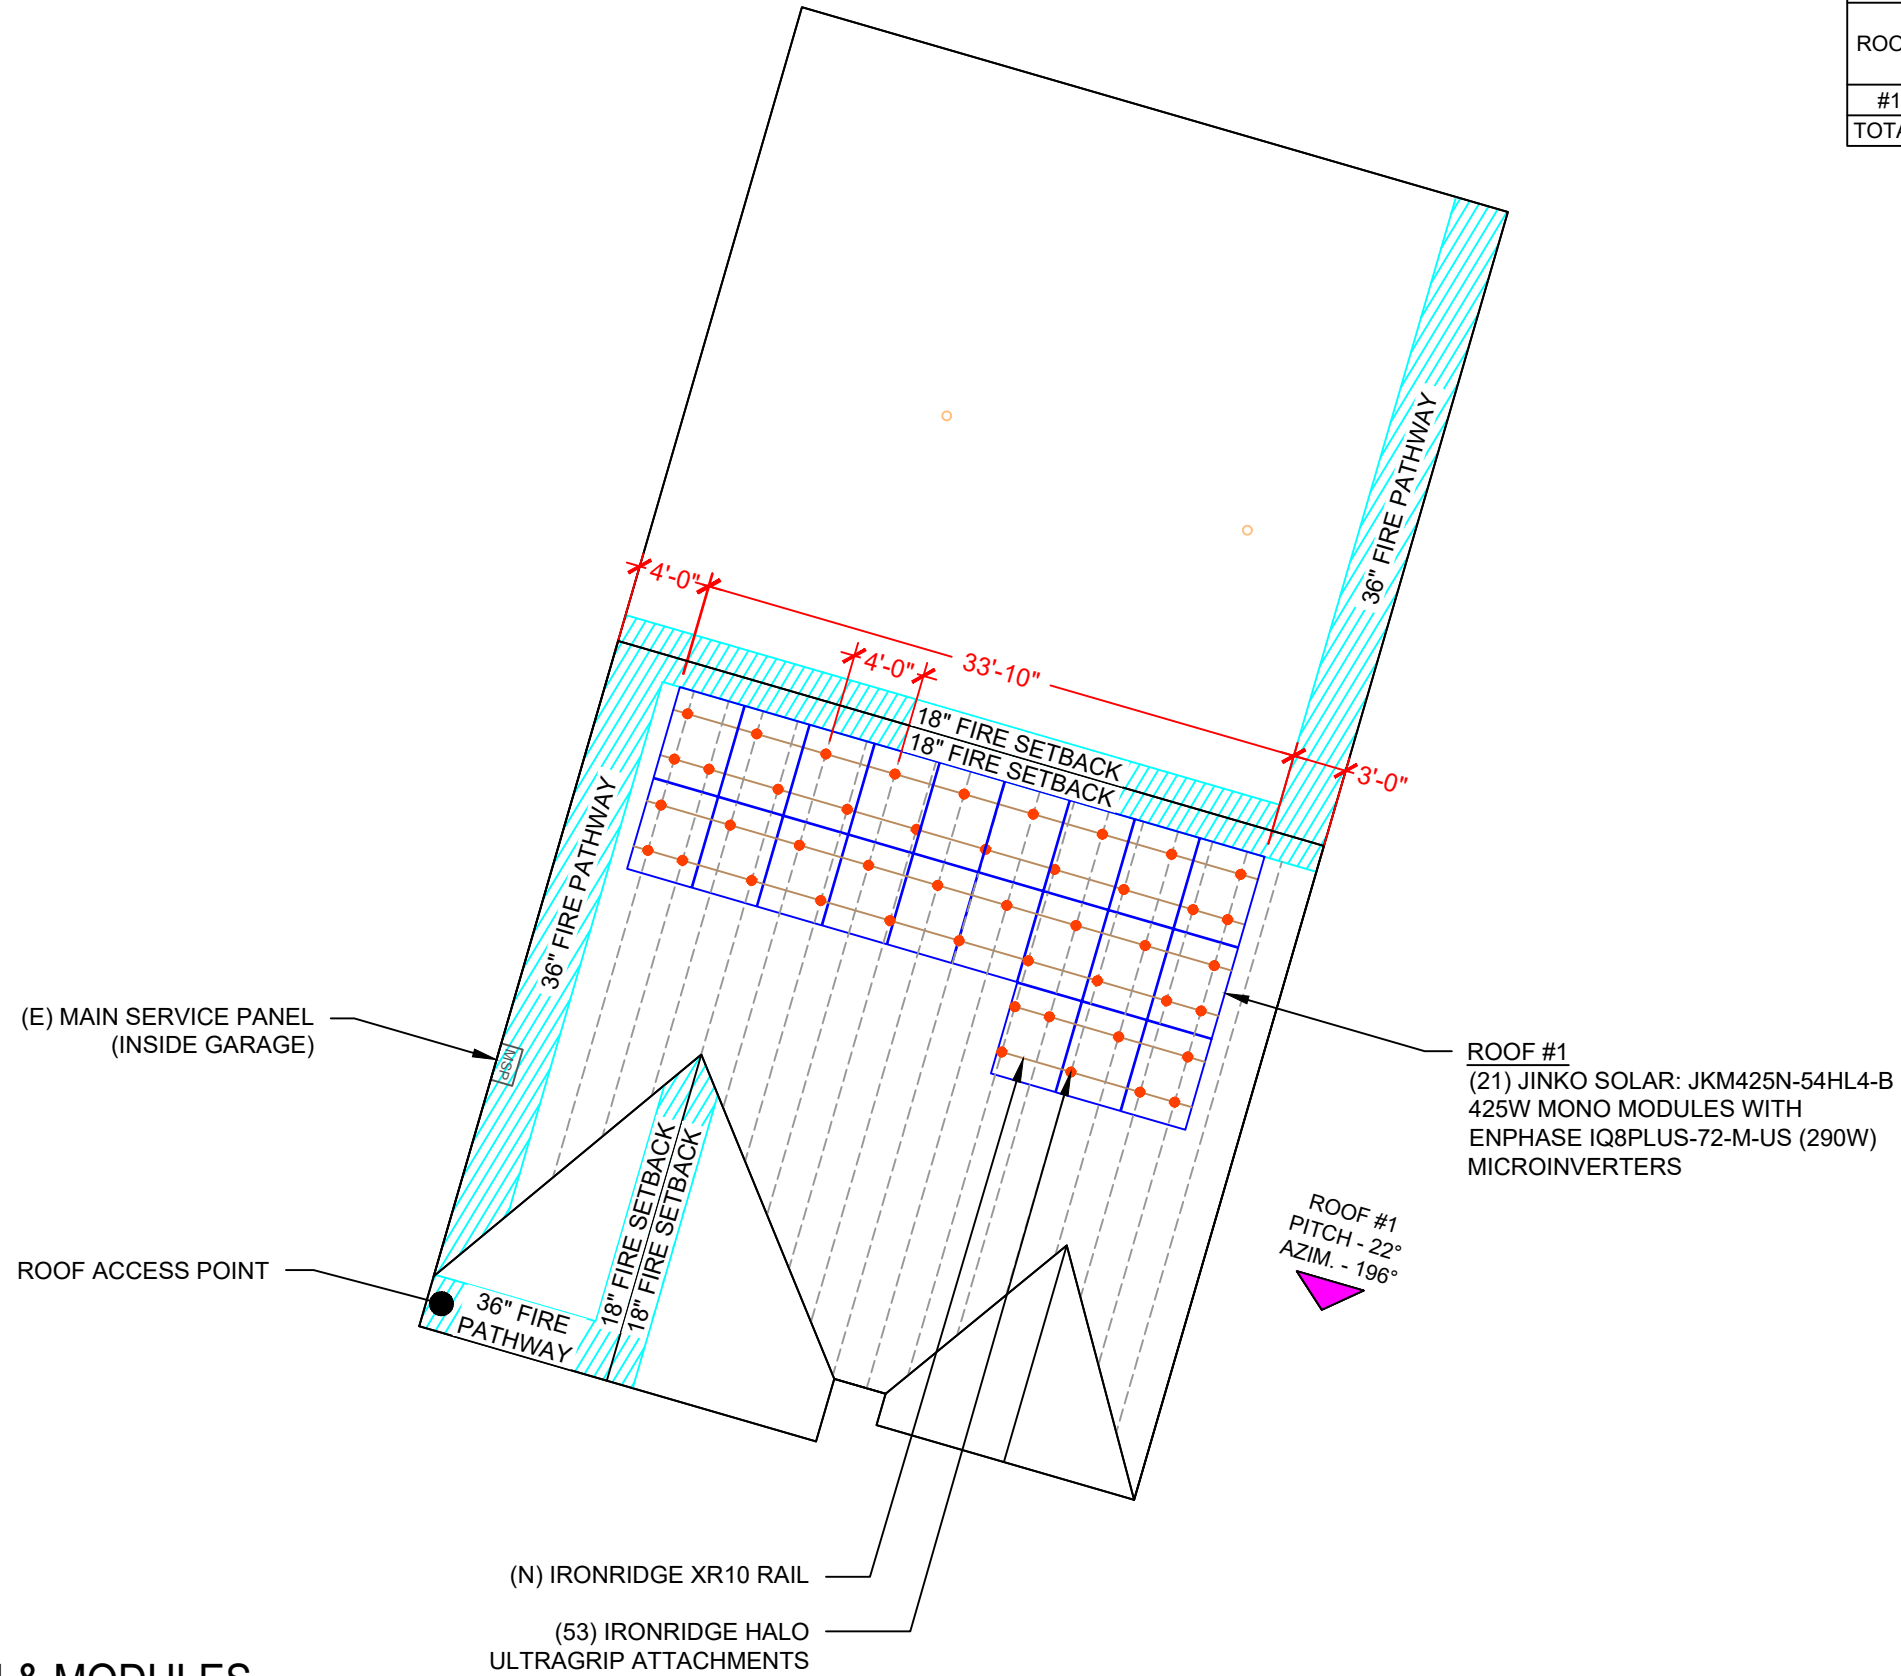 ROO
#1
TOTA
36" FIRE PATHWAY
4'-0"
4'-0"
33'-10"
3'-0"
18" FIRE SETBACK
18" FIRE SETBACK
36" FIRE PATHWAY
(E) MAIN SERVICE PANEL
(INSIDE GARAGE)
MSP
ROOF #1
(21) JINKO SOLAR: JKM425N-54HL4-B
425W MONO MODULES WITH
ENPHASE IQ8PLUS-72-M-US (290W)
MICROINVERTERS
18" FIRE SETBACK
18" FIRE SETBACK
ROOF #1
PITCH - 22°
AZIM. - 196°
ROOF ACCESS POINT
36" FIRE
PATHWAY
(N) IRONRIDGE XR10 RAIL
(53) IRONRIDGE HALO
ULTRAGRIP ATTACHMENTS
& MODULES